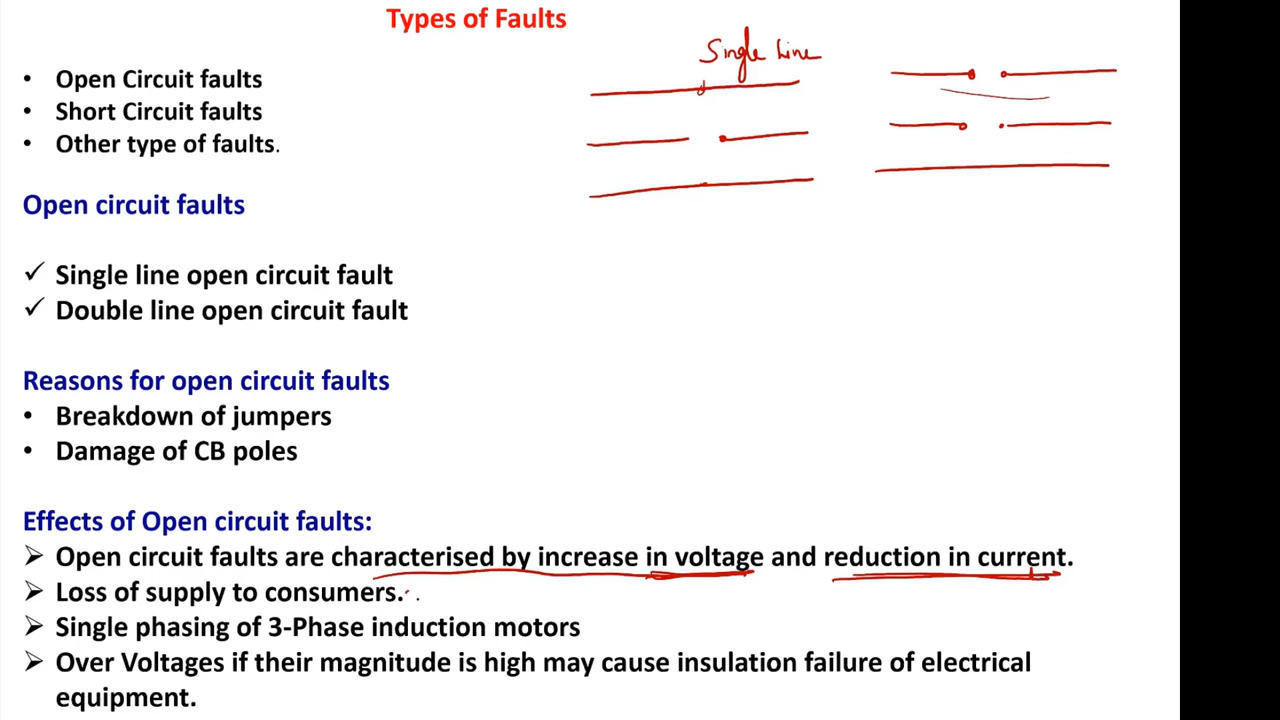 Types of Faults
Single Line
• Open Circuit faults
• Short Circuit faults
• Other type of faults.
Open circuit faults
✓ Single line open circuit fault
✓ Double line open circuit fault
Reasons for open circuit faults
• Breakdown of jumpers
• Damage of CB poles
Effects of Open circuit faults:
➢ Open circuit faults are characterised by increase in voltage and reduction in current.
➢ Loss of supply to consumers.
➢ Single phasing of 3-Phase induction motors
➢ Over Voltages if their magnitude is high may cause insulation failure of electrical
equipment.